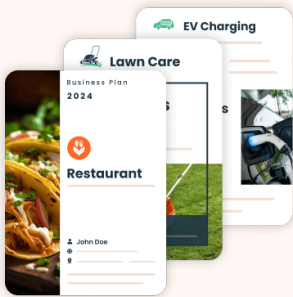 EV Charging
s
Lawn Care
s
Business Plan
2024
Restaurant
John Doe